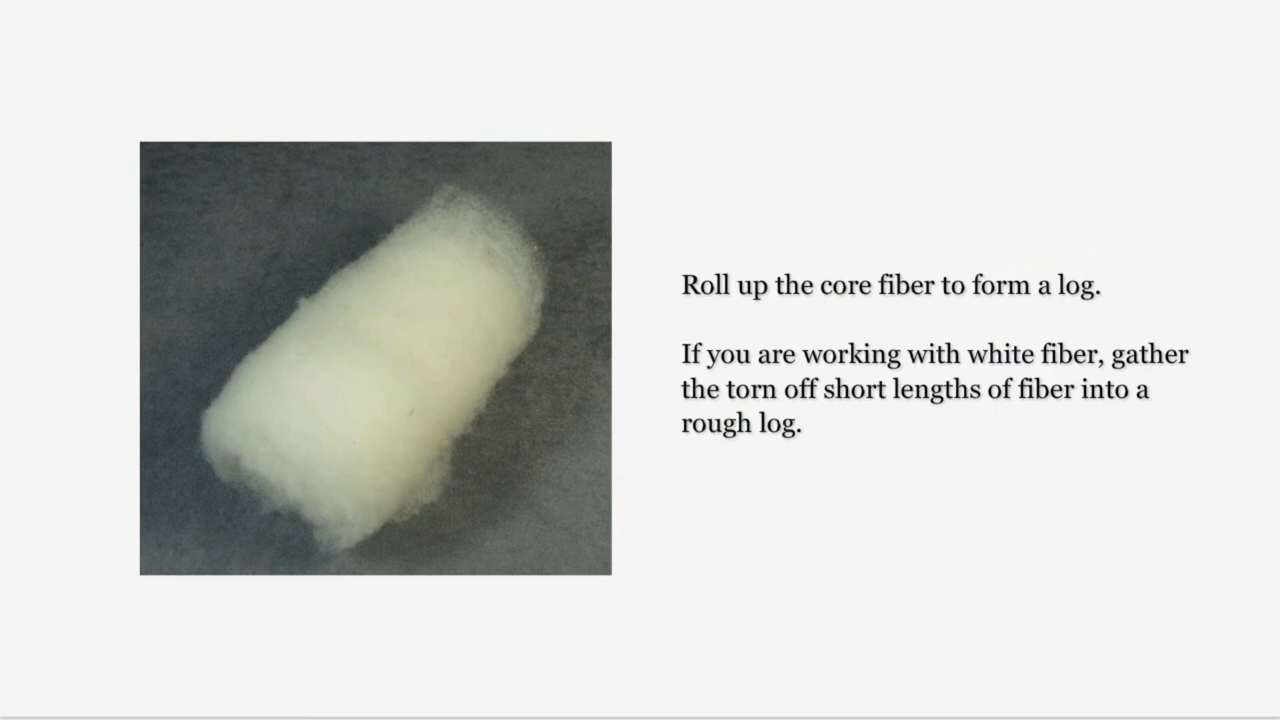 Roll up the core fiber to form a log.
If you are working with white fiber, gather
the torn off short lengths of fiber into a
rough log.